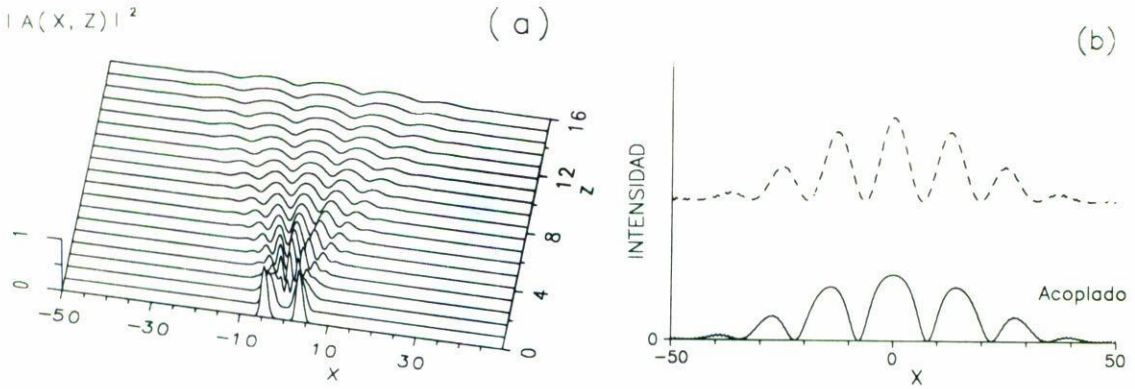 | A(X, Z) | ²
(a)
1
0
-50
-30
-10
10
30
X
0
4
8
12
16
Z
(b)
INTENSIDAD
Acoplado
0
-50
0
50
X